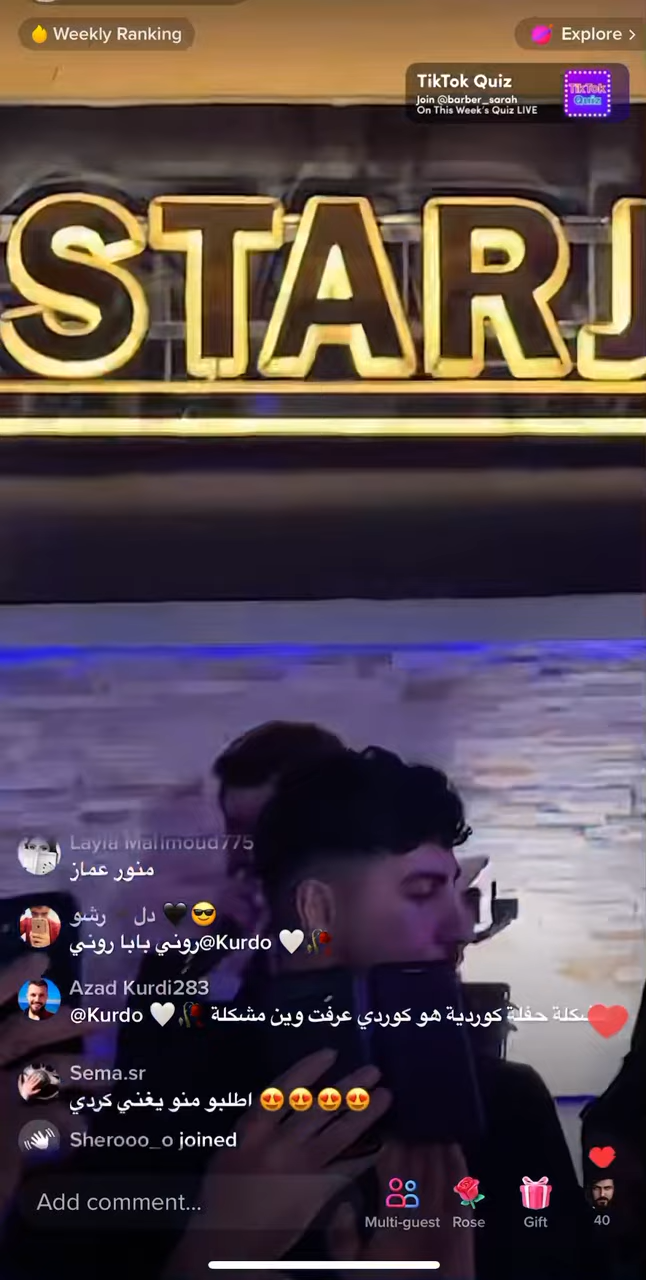 Weekly Ranking
Explore >
TikTok Quiz
Join @barber_sarah
On This Week's Quiz LIVE
TikTok
Quiz
STAR
Layla Mahmoud775
منور عماز
رشو دل 🖤😎
روني بابا روني@Kurdo 🤍🥀
Azad Kurdi283
@Kurdo 🤍🥀 مشكلة حفلة كوردية هو كوردي عرفت وين مشكلة
Sema.sr
اطلبو منو يغني كردي 😍😍😍😍
Sherooo_o joined
Add comment...
Multi-guest
Rose
Gift
40